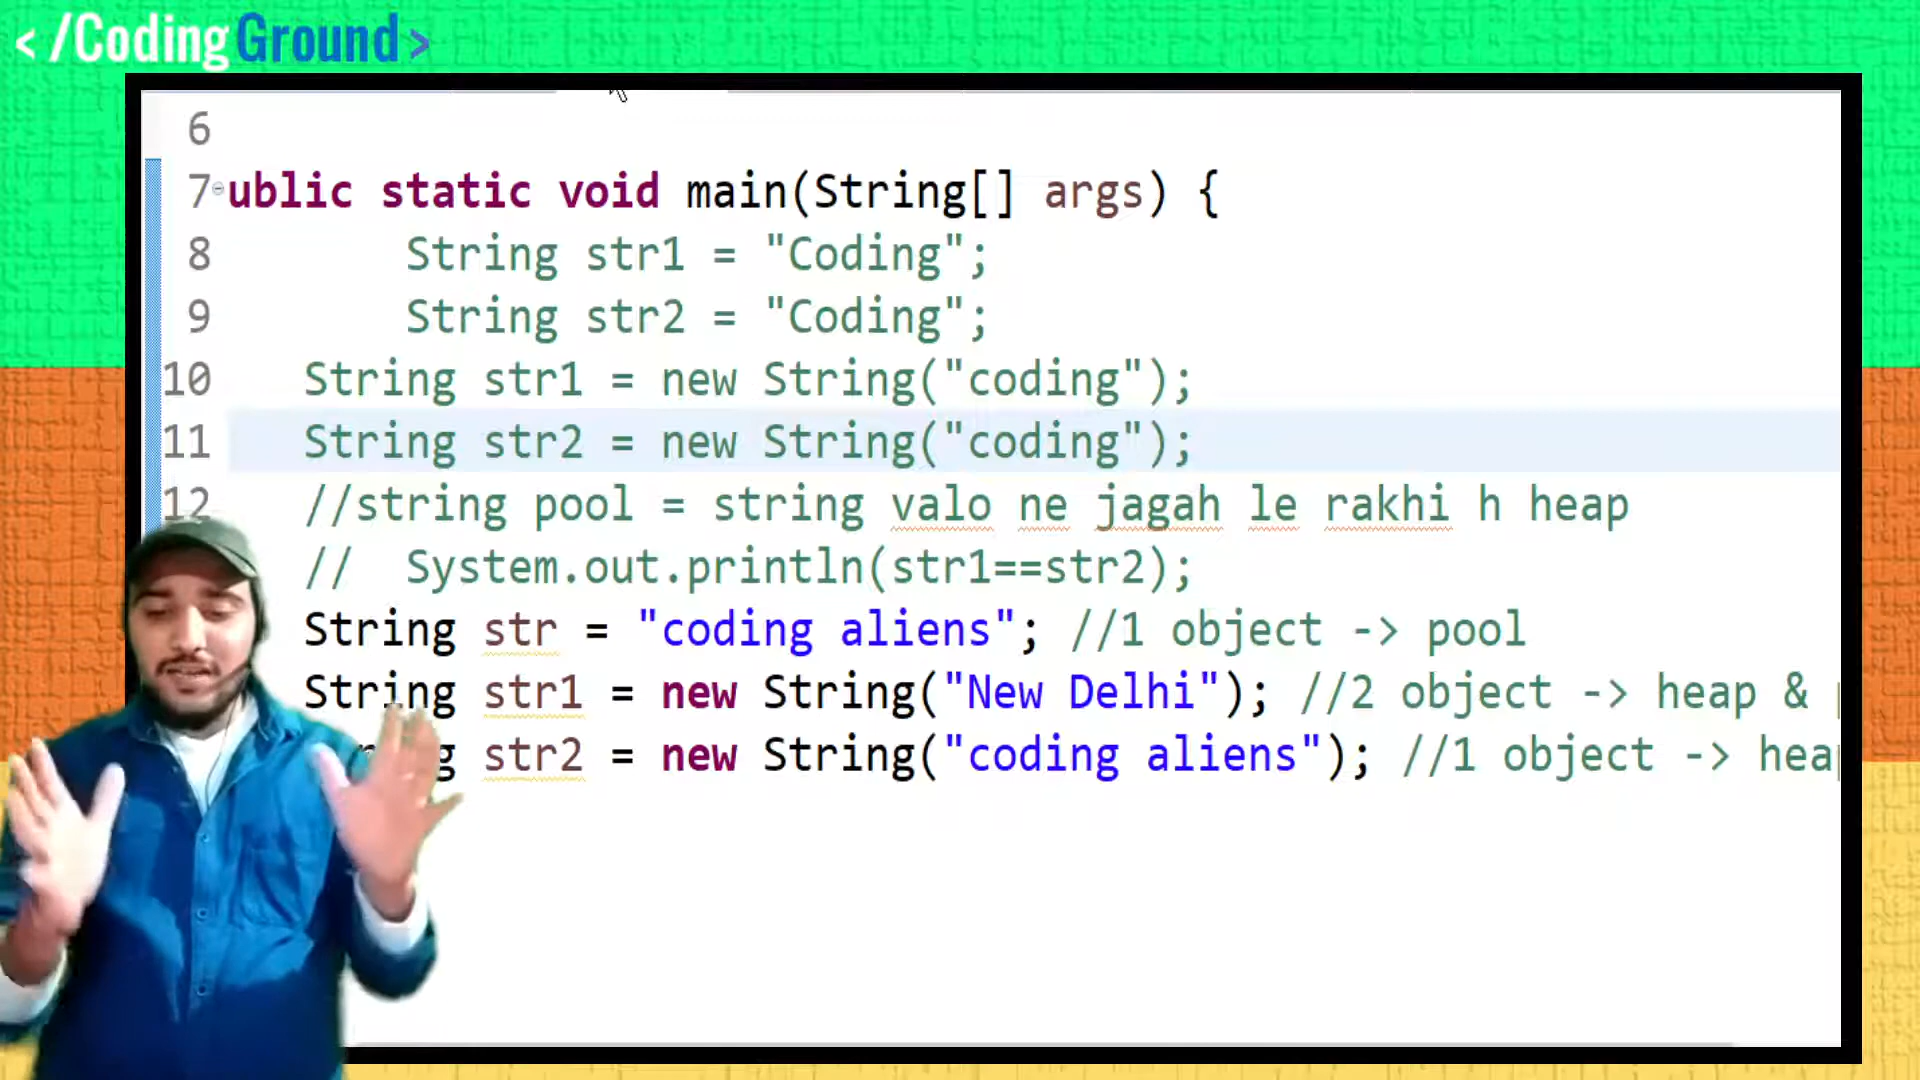 </CodingGround>
6
7 ublic static void main(String[] args) {
8 String str1 = "Coding";
9 String str2 = "Coding";
10 String str1 = new String("coding");
11 String str2 = new String("coding");
12 //string pool = string valo ne jagah le rakhi h heap
// System.out.println(str1==str2);
String str = "coding aliens"; //1 object -> pool
String str1 = new String("New Delhi"); //2 object -> heap &
str2 = new String("coding aliens"); //1 object ->